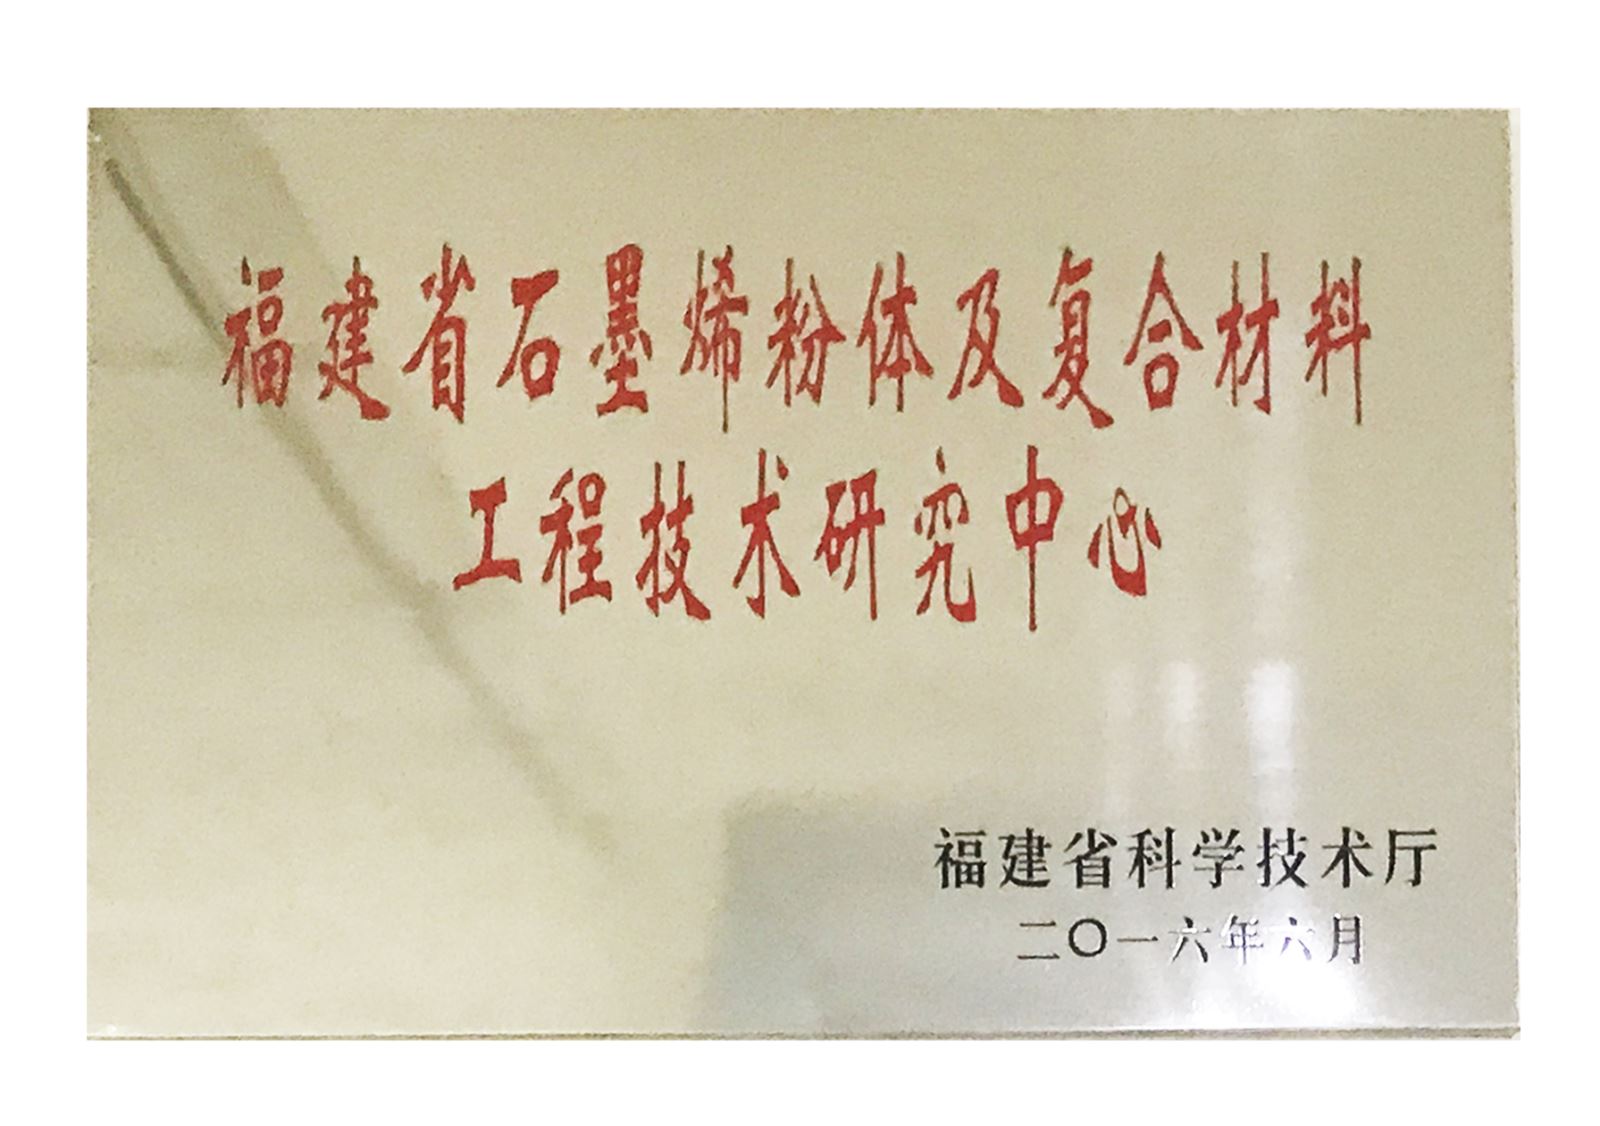 福建省石墨烯粉体及复合材料
工程技术研究中心
福建省科学技术厅
二〇一六年六月